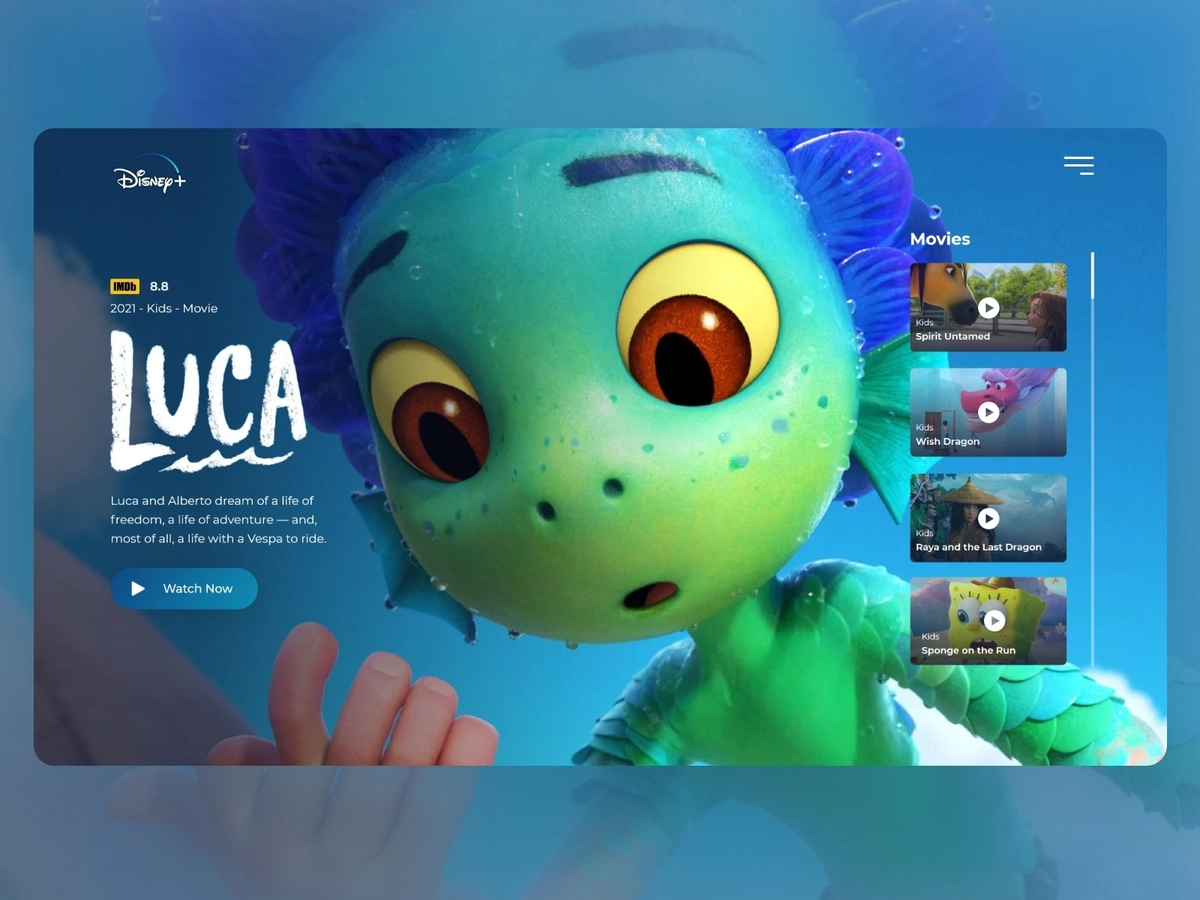 Disney+
IMDb 8.8
2021 - Kids - Movie
LUCA
Luca and Alberto dream of a life of
freedom, a life of adventure — and,
most of all, a life with a Vespa to ride.
Watch Now
Movies
Kids
Spirit Untamed
Kids
Wish Dragon
Kids
Raya and the Last Dragon
Kids
Sponge on the Run